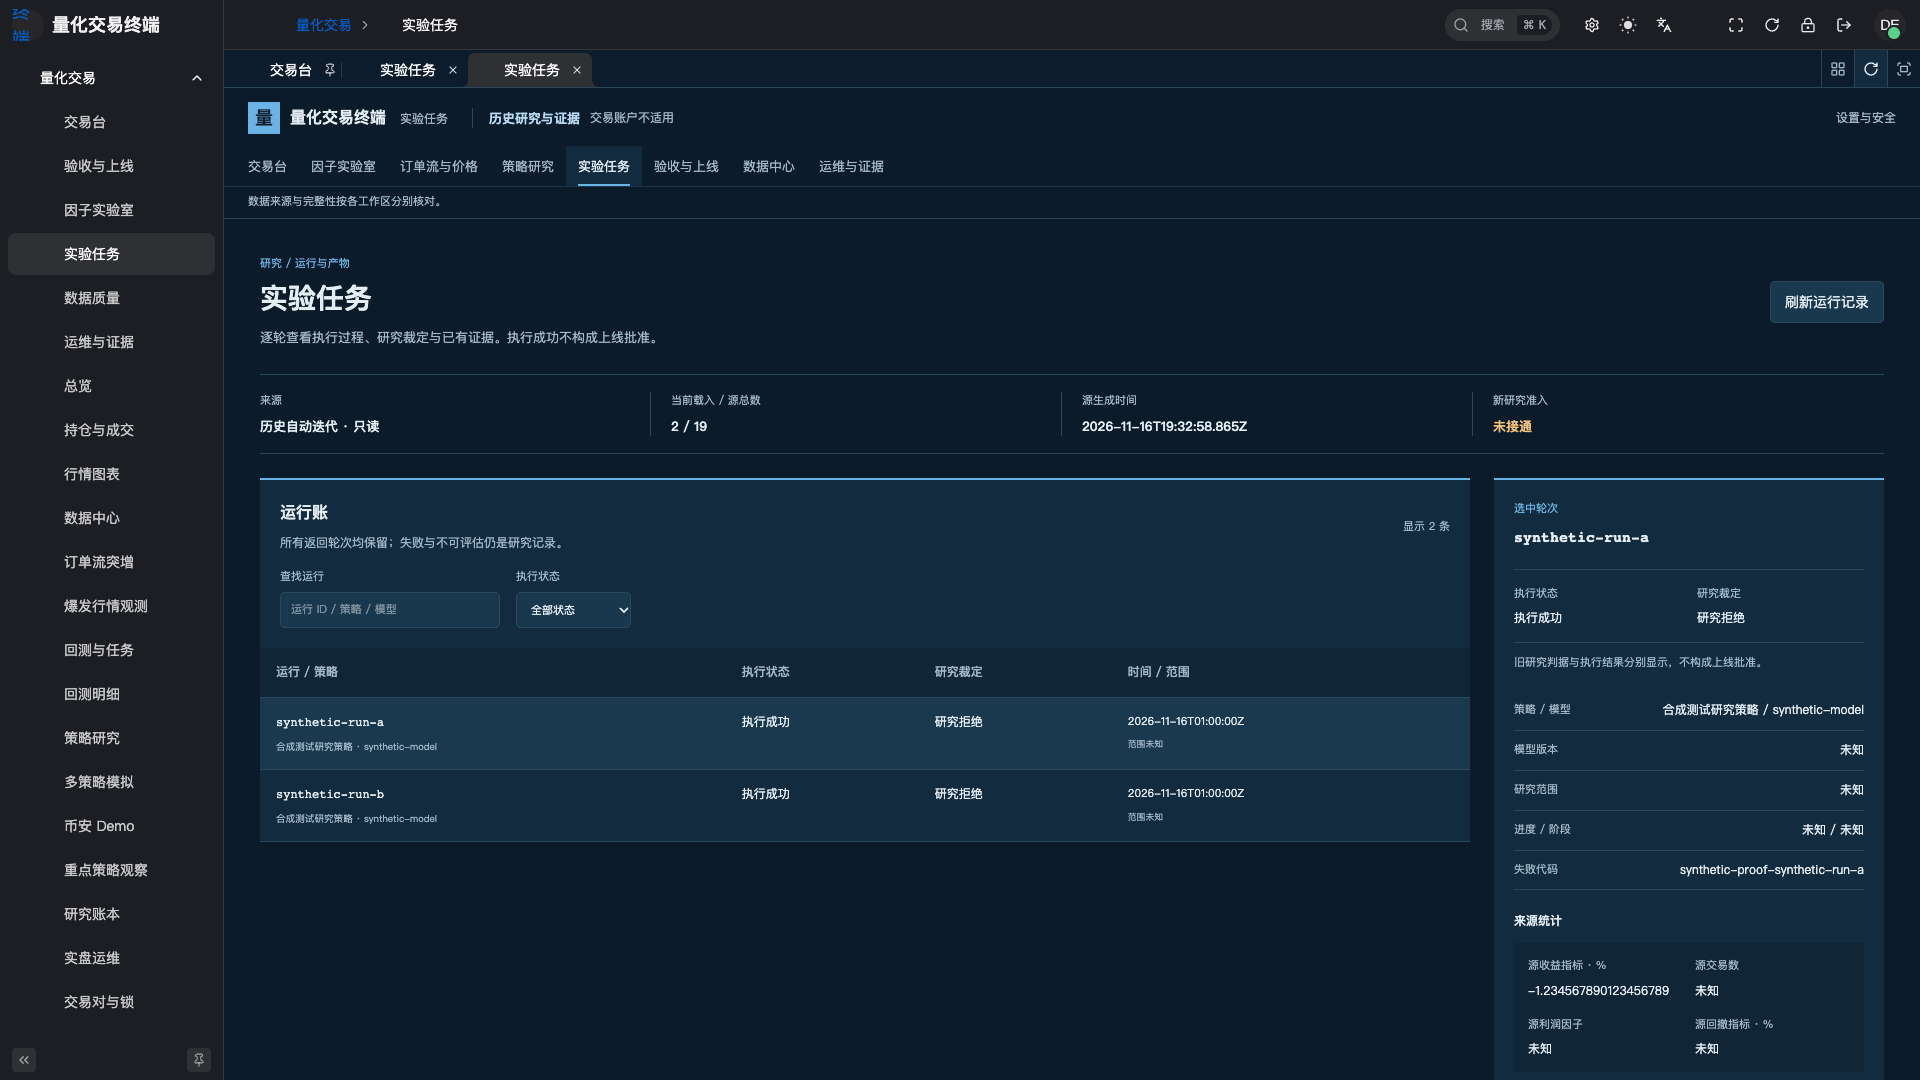 量化交易终端
量化交易
实验任务
搜索
⌘ K
DE
量化交易
交易台
验收与上线
因子实验室
实验任务
数据质量
运维与证据
总览
持仓与成交
行情图表
数据中心
订单流突增
爆发行情观测
回测与任务
回测明细
策略研究
多策略模拟
币安 Demo
重点策略观察
研究账本
实盘运维
交易对与锁
交易台
实验任务
实验任务
量
量化交易终端
实验任务
历史研究与证据
交易账户不适用
设置与安全
交易台
因子实验室
订单流与价格
策略研究
实验任务
验收与上线
数据中心
运维与证据
数据来源与完整性按各工作区分别核对。
研究 / 运行与产物
实验任务
逐轮查看执行过程、研究裁定与已有证据。执行成功不构成上线批准。
刷新运行记录
来源
历史自动迭代 · 只读
当前载入 / 源总数
2 / 19
源生成时间
2026-11-16T19:32:58.865Z
新研究准入
未接通
运行账
所有返回轮次均保留；失败与不可评估仍是研究记录。
显示 2 条
查找运行
运行 ID / 策略 / 模型
执行状态
全部状态
运行 / 策略
执行状态
研究裁定
时间 / 范围
synthetic-run-a
合成测试研究策略 · synthetic-model
执行成功
研究拒绝
2026-11-16T01:00:00Z
范围未知
synthetic-run-b
合成测试研究策略 · synthetic-model
执行成功
研究拒绝
2026-11-16T01:00:00Z
范围未知
选中轮次
synthetic-run-a
执行状态
执行成功
研究裁定
研究拒绝
旧研究判据与执行结果分别显示，不构成上线批准。
策略 / 模型
合成测试研究策略 / synthetic-model
模型版本
未知
研究范围
未知
进度 / 阶段
未知 / 未知
失败代码
synthetic-proof-synthetic-run-a
来源统计
源收益指标 · %
-1.234567890123456789
源交易数
未知
源利润因子
未知
源回撤指标 · %
未知